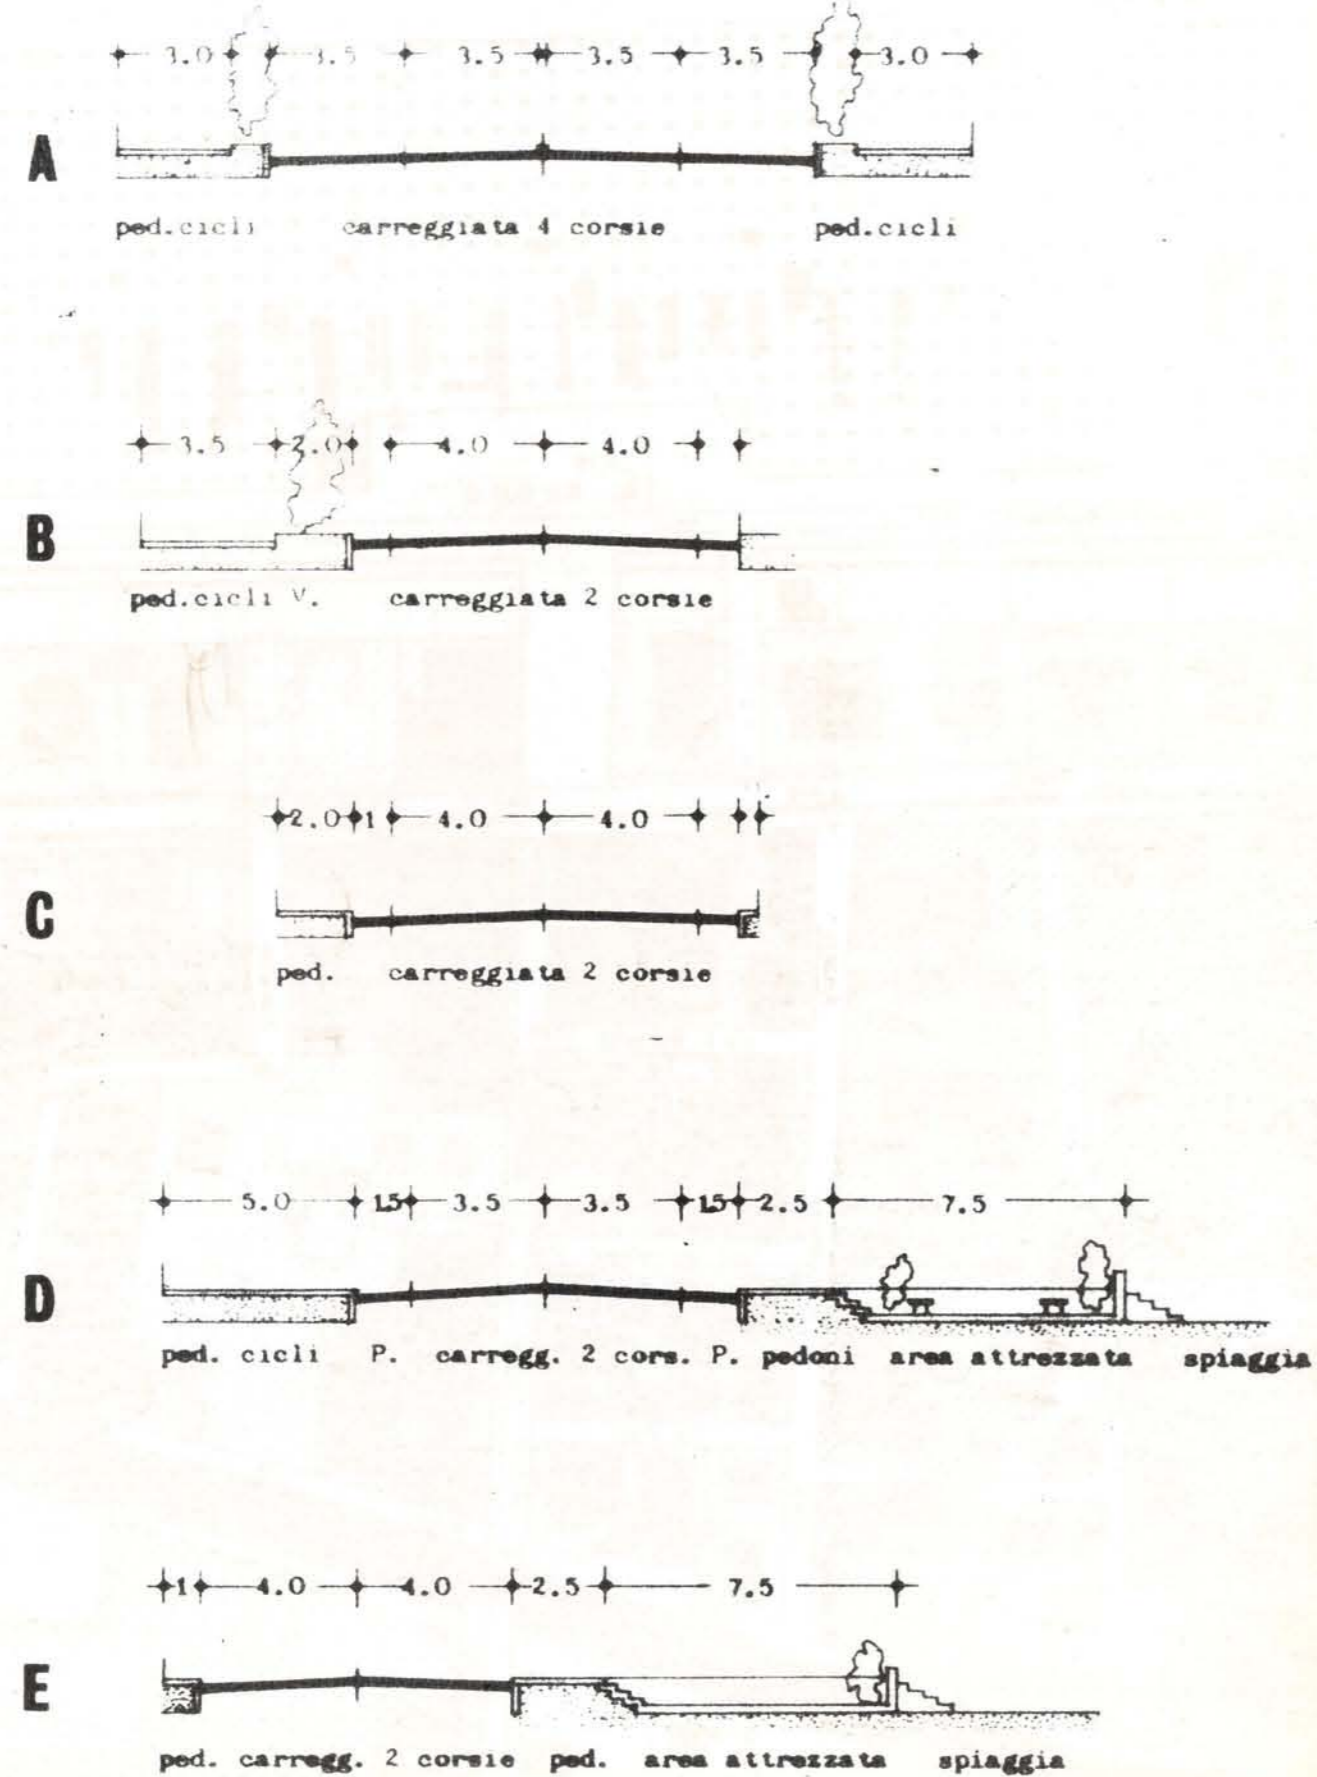 3.0 3.5 3.5 3.5 3.5 3.0
A
ped.cicli carreggiata 4 corsie ped.cicli
3.5 2.0 4.0 4.0
B
ped.cicli V. carreggiata 2 corsie
2.0 1 4.0 4.0
C
ped. carreggiata 2 corsie
5.0 1.5 3.5 3.5 1.5 2.5 7.5
D
ped. cicli P. carregg. 2 cors. P. pedoni area attrezzata spiaggia
1 4.0 4.0 2.5 7.5
E
ped. carregg. 2 corsie ped. area attrezzata spiaggia